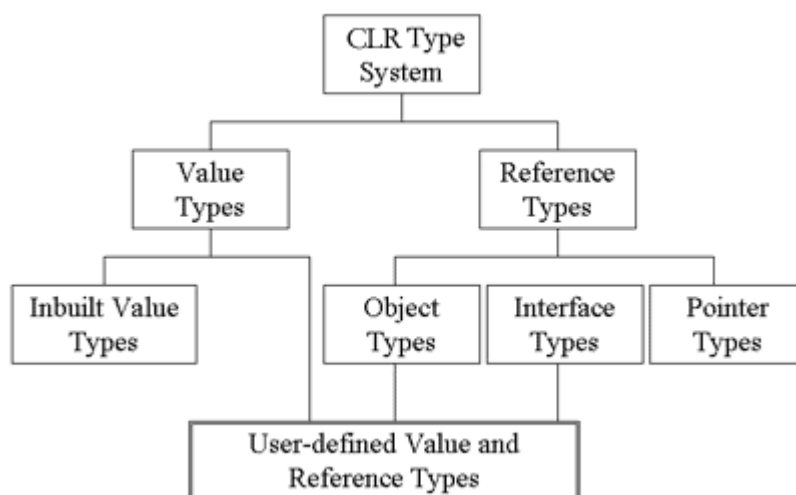 CLR Type
System
Value
Types
Reference
Types
Inbuilt Value
Types
Object
Types
Interface
Types
Pointer
Types
User-defined Value and
Reference Types